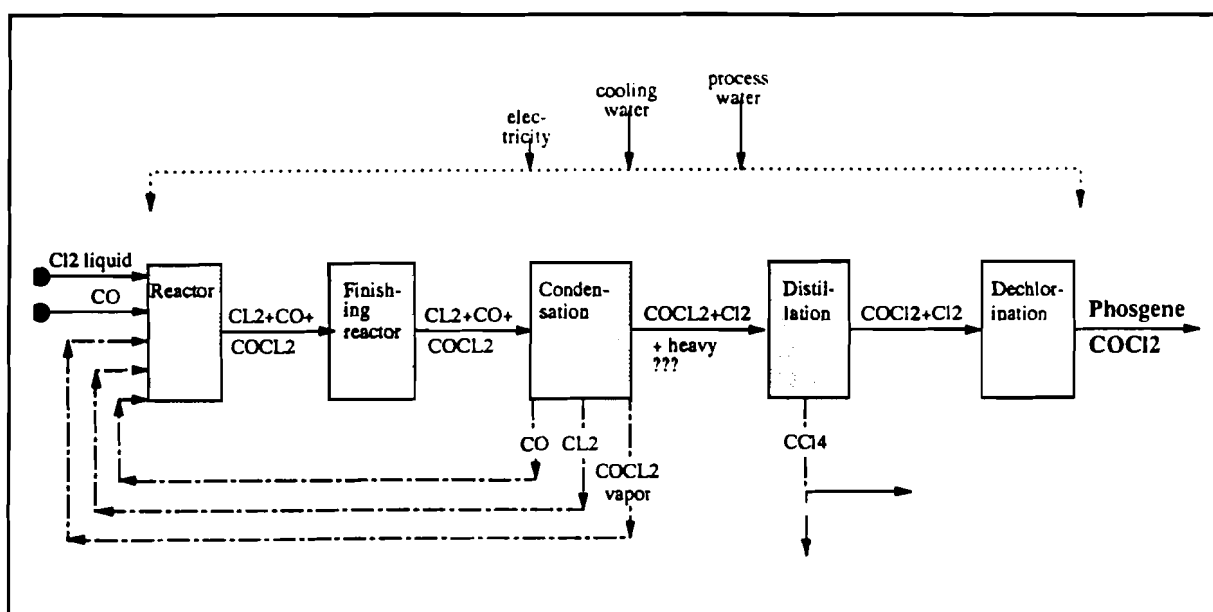 elec-
tricity
cooling
water
process
water
Cl2 liquid
CO
Reactor
CL2+CO+
COCL2
Finish-
ing
reactor
CL2+CO+
COCL2
Conden-
sation
COCL2+Cl2
+ heavy
???
Distil-
lation
COCl2+Cl2
Dechlor-
ination
Phosgene
COCl2
CO
CL2
COCL2
vapor
CCl4